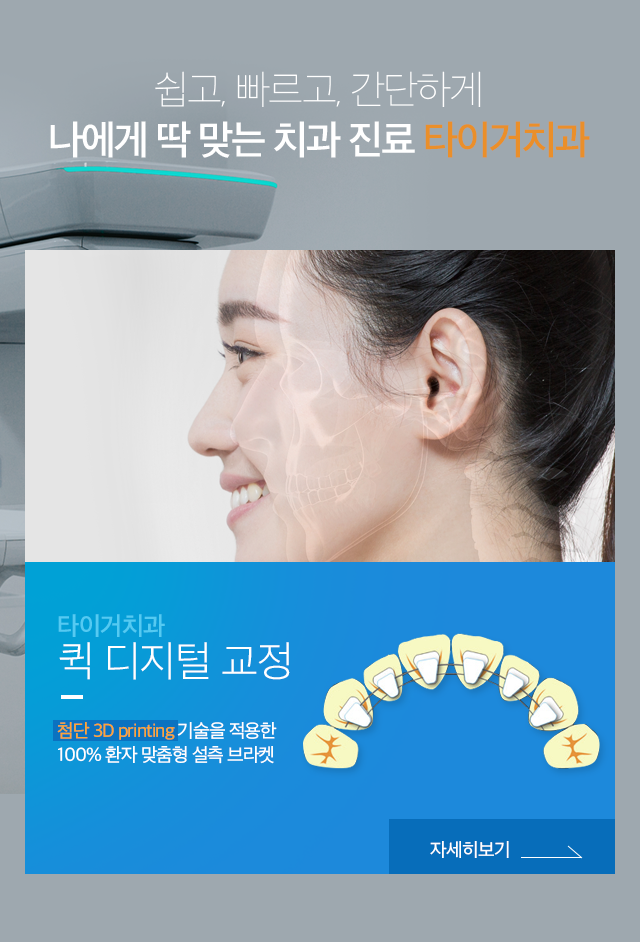 쉽고, 빠르고, 간단하게
나에게 딱 맞는 치과 진료 타이거치과
타이거치과
퀵 디지털 교정
첨단 3D printing 기술을 적용한
100% 환자 맞춤형 설측 브라켓
자세히보기